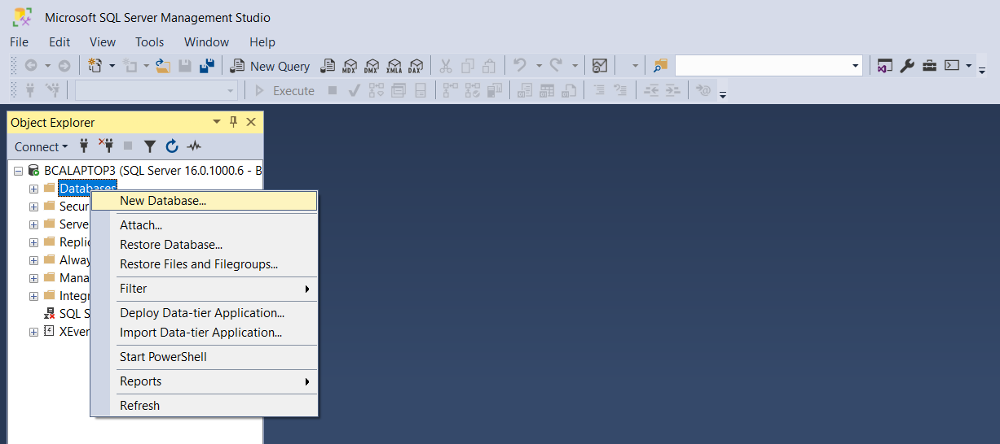 Microsoft SQL Server Management Studio
File Edit View Tools Window Help
New Query MDX DMX XMLA DAX
Execute
Object Explorer
Connect
BCALAPTOP3 (SQL Server 16.0.1000.6 - B
Databases
New Database...
Secur
Attach...
Serve
Restore Database...
Replic
Restore Files and Filegroups...
Alway
Mana
Filter
Integr
Deploy Data-tier Application...
SQL S
Import Data-tier Application...
XEver
Start PowerShell
Reports
Refresh